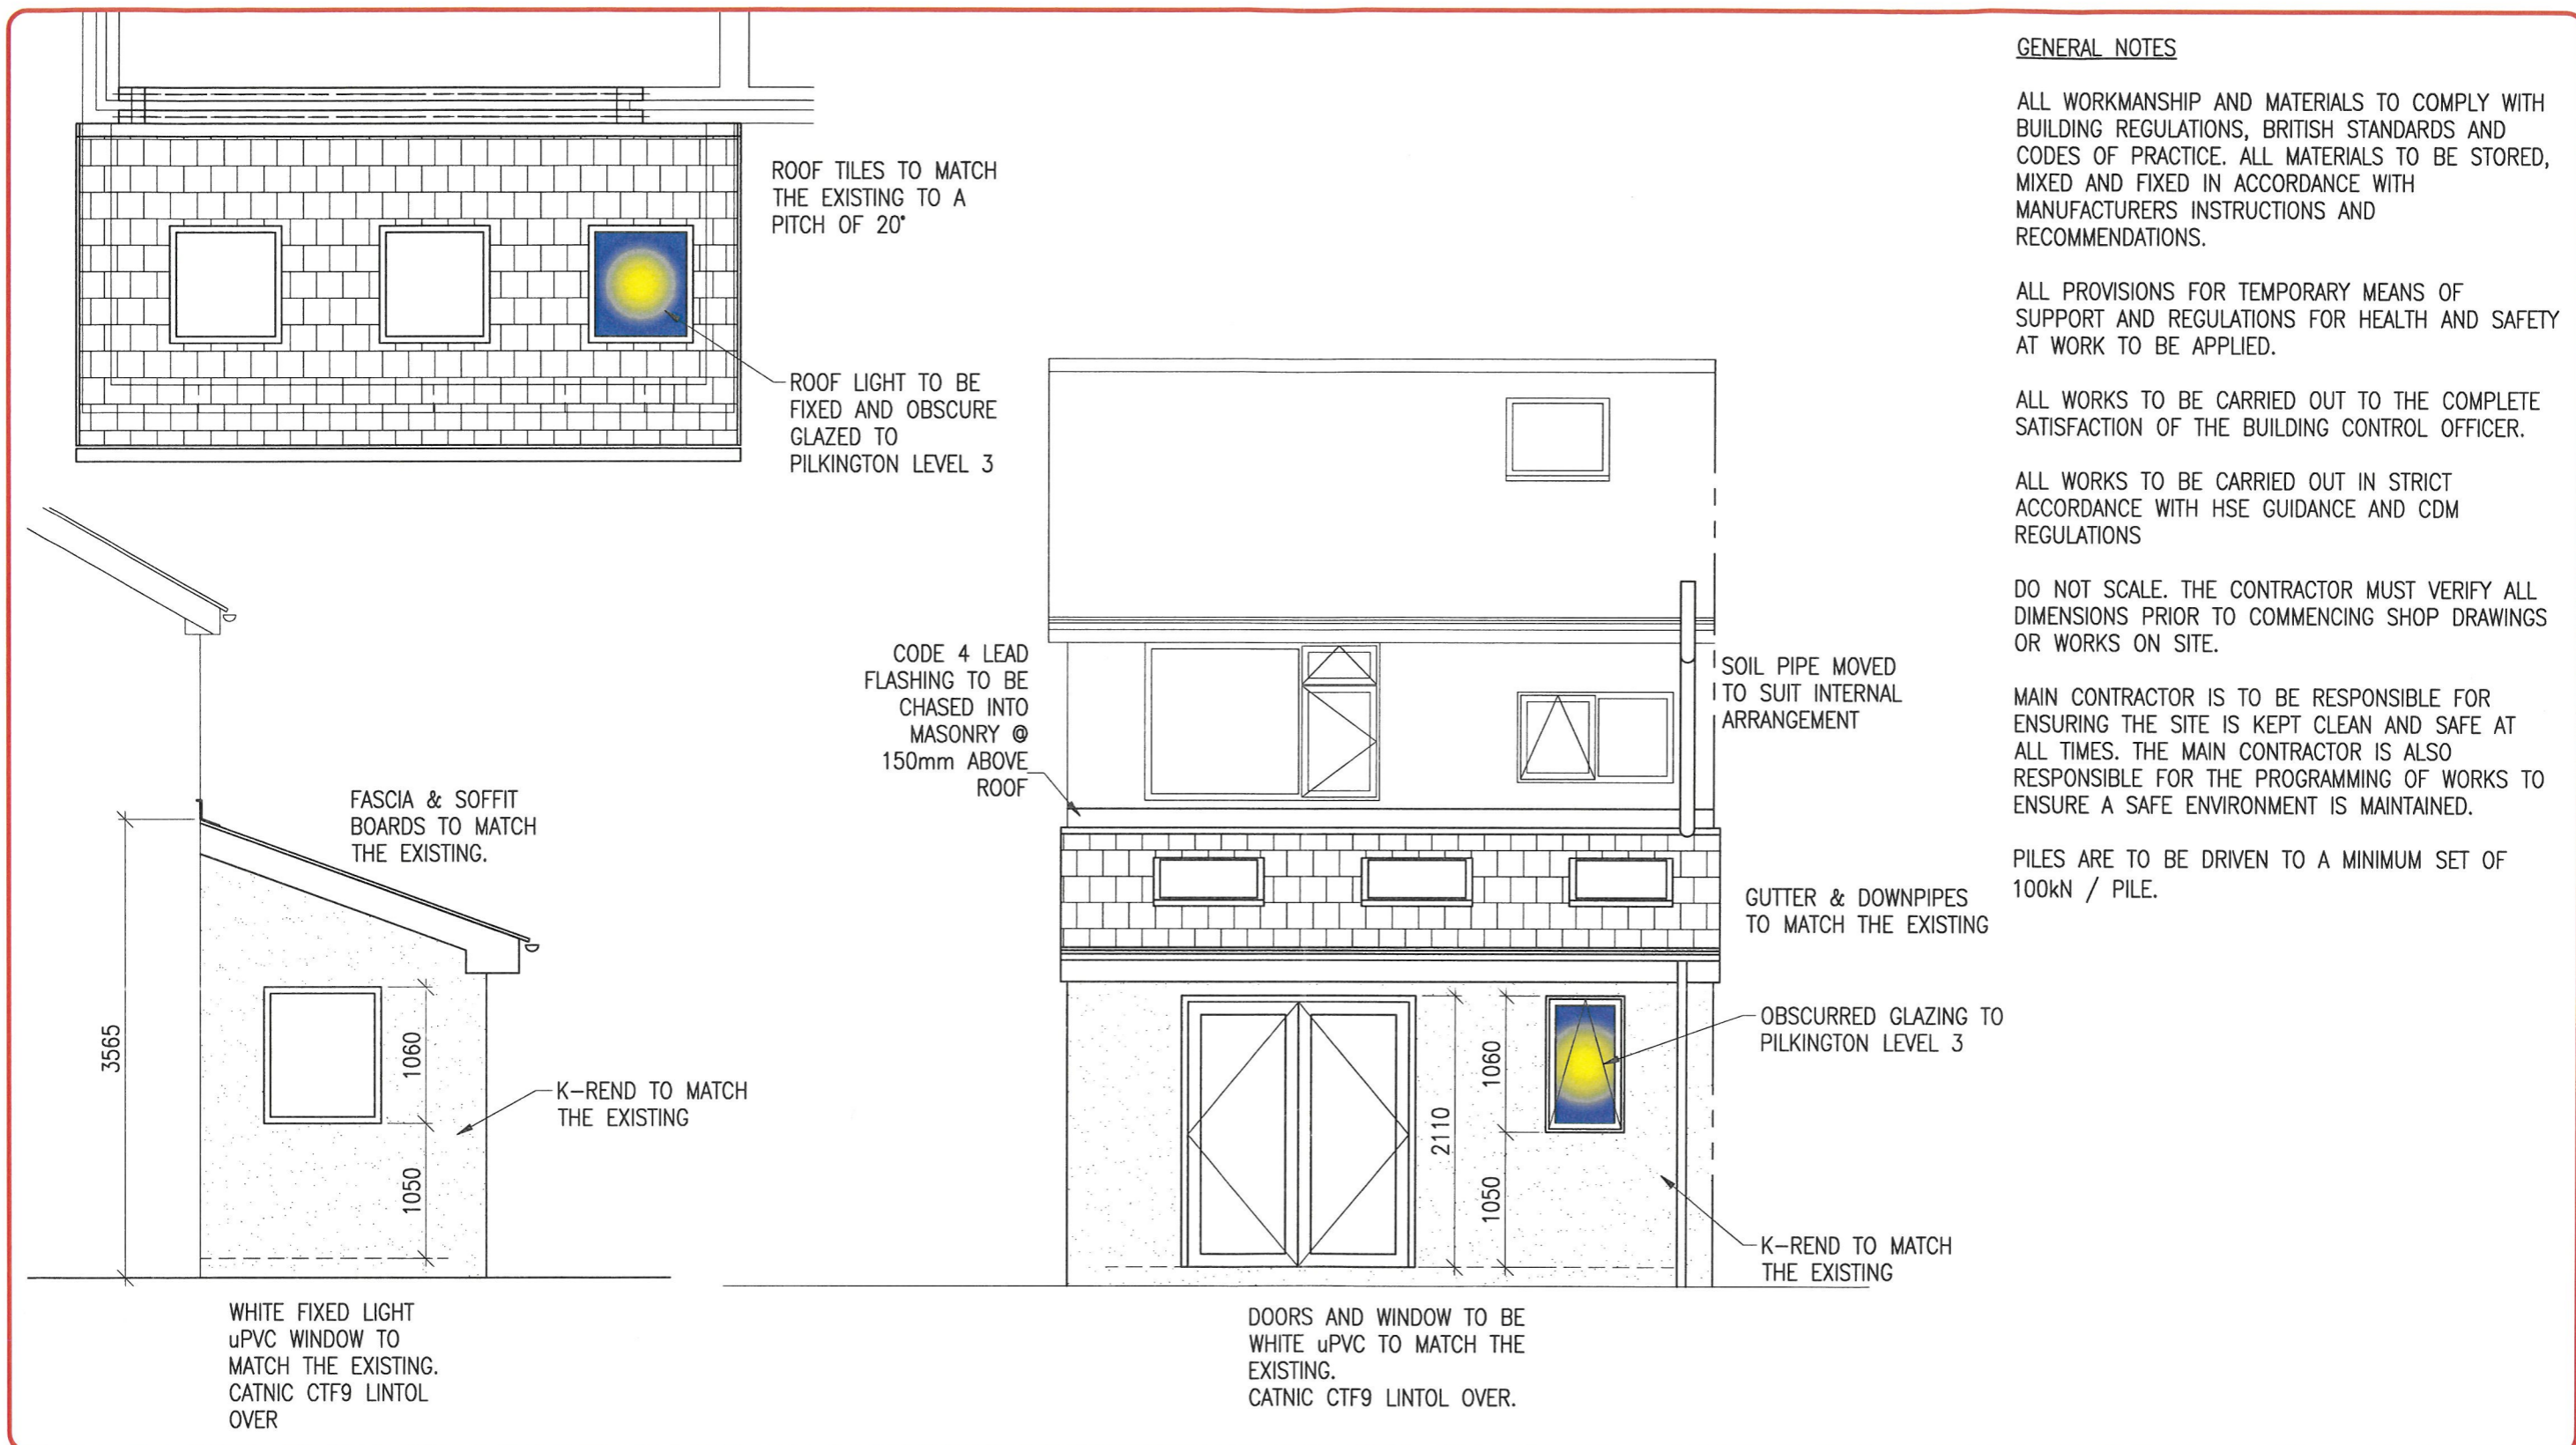 GENERAL NOTES
ALL WORKMANSHIP AND MATERIALS TO COMPLY WITH
BUILDING REGULATIONS, BRITISH STANDARDS AND
CODES OF PRACTICE. ALL MATERIALS TO BE STORED,
MIXED AND FIXED IN ACCORDANCE WITH
MANUFACTURERS INSTRUCTIONS AND
RECOMMENDATIONS.
ALL PROVISIONS FOR TEMPORARY MEANS OF
SUPPORT AND REGULATIONS FOR HEALTH AND SAFETY
AT WORK TO BE APPLIED.
ALL WORKS TO BE CARRIED OUT TO THE COMPLETE
SATISFACTION OF THE BUILDING CONTROL OFFICER.
ALL WORKS TO BE CARRIED OUT IN STRICT
ACCORDANCE WITH HSE GUIDANCE AND CDM
REGULATIONS
DO NOT SCALE. THE CONTRACTOR MUST VERIFY ALL
DIMENSIONS PRIOR TO COMMENCING SHOP DRAWINGS
OR WORKS ON SITE.
MAIN CONTRACTOR IS TO BE RESPONSIBLE FOR
ENSURING THE SITE IS KEPT CLEAN AND SAFE AT
ALL TIMES. THE MAIN CONTRACTOR IS ALSO
RESPONSIBLE FOR THE PROGRAMMING OF WORKS TO
ENSURE A SAFE ENVIRONMENT IS MAINTAINED.
PILES ARE TO BE DRIVEN TO A MINIMUM SET OF
100kN / PILE.
ROOF TILES TO MATCH
THE EXISTING TO A
PITCH OF 20°
ROOF LIGHT TO BE
FIXED AND OBSCURE
GLAZED TO
PILKINGTON LEVEL 3
CODE 4 LEAD
FLASHING TO BE
CHASED INTO
MASONRY @
150mm ABOVE
ROOF
SOIL PIPE MOVED
TO SUIT INTERNAL
ARRANGEMENT
FASCIA & SOFFIT
BOARDS TO MATCH
THE EXISTING.
GUTTER & DOWNPIPES
TO MATCH THE EXISTING
OBSCURRED GLAZING TO
PILKINGTON LEVEL 3
3565
1060
1050
K-REND TO MATCH
THE EXISTING
2110
1060
1050
K-REND TO MATCH
THE EXISTING
WHITE FIXED LIGHT
uPVC WINDOW TO
MATCH THE EXISTING.
CATNIC CTF9 LINTOL
OVER
DOORS AND WINDOW TO BE
WHITE uPVC TO MATCH THE
EXISTING.
CATNIC CTF9 LINTOL OVER.